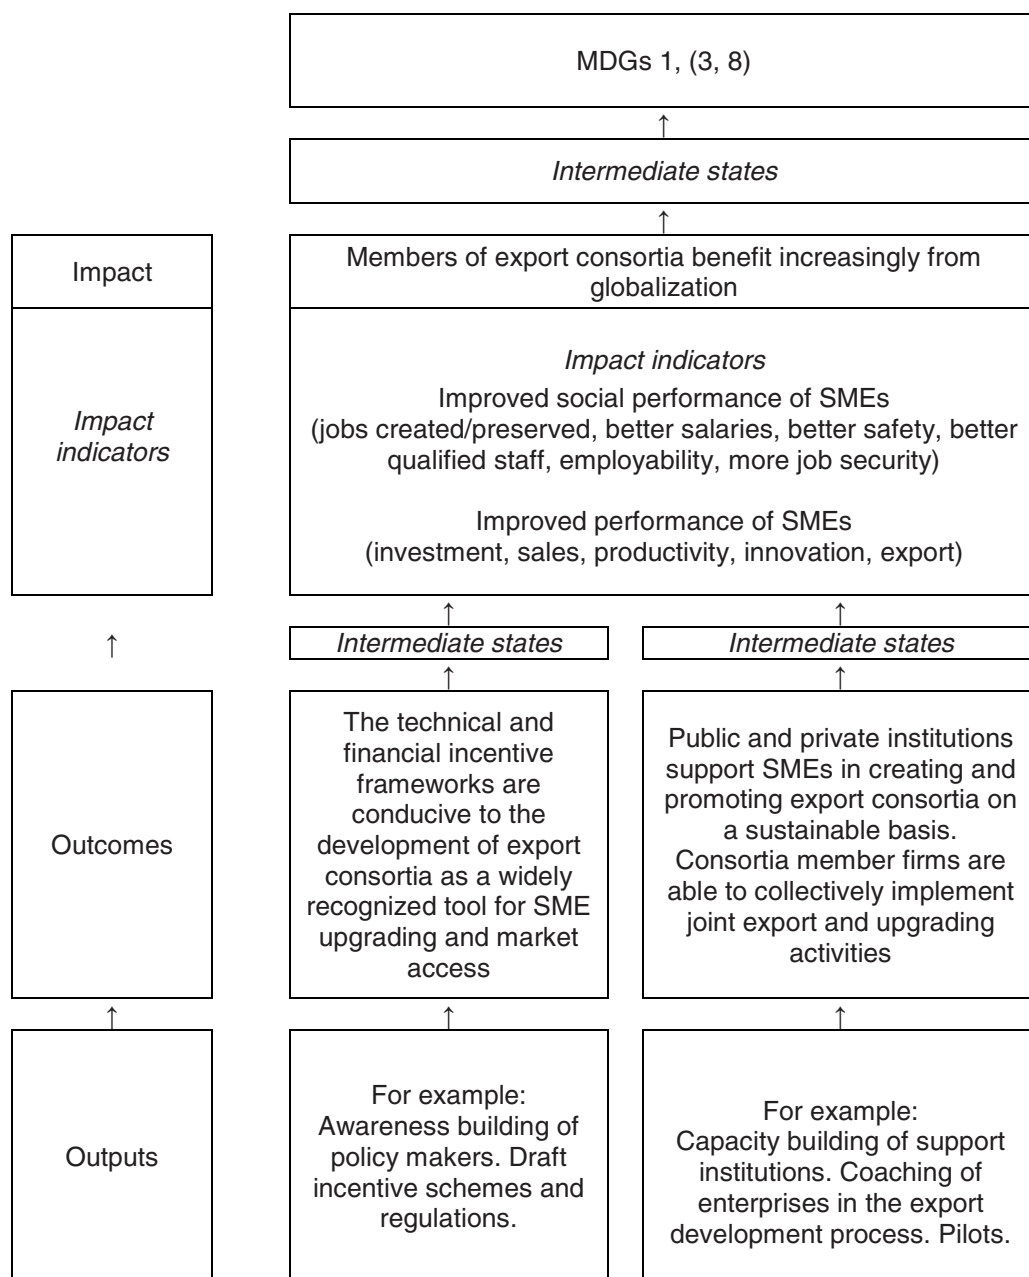 MDGs 1, (3, 8)
↑
Intermediate states
↑
Impact
Members of export consortia benefit increasingly from
globalization
Impact
indicators
Impact indicators
Improved social performance of SMEs
(jobs created/preserved, better salaries, better safety, better
qualified staff, employability, more job security)
Improved performance of SMEs
(investment, sales, productivity, innovation, export)
↑
↑
↑
Intermediate states
Intermediate states
↑
↑
Outcomes
The technical and
financial incentive
frameworks are
conducive to the
development of export
consortia as a widely
recognized tool for SME
upgrading and market
access
Public and private institutions
support SMEs in creating and
promoting export consortia on
a sustainable basis.
Consortia member firms are
able to collectively implement
joint export and upgrading
activities
↑
↑
↑
Outputs
For example:
Awareness building of
policy makers. Draft
incentive schemes and
regulations.
For example:
Capacity building of support
institutions. Coaching of
enterprises in the export
development process. Pilots.